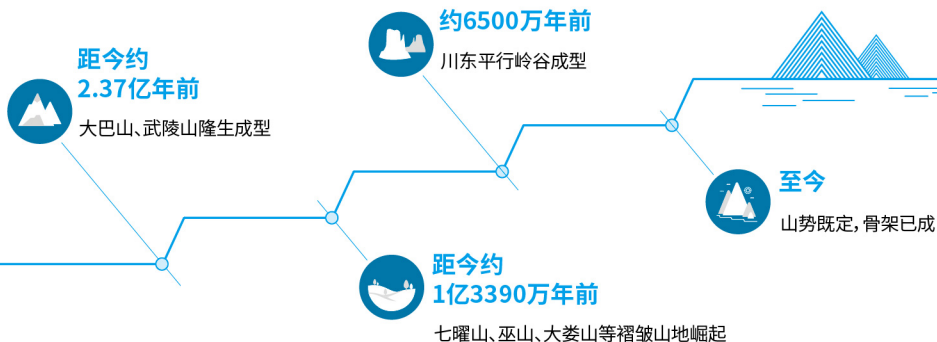 距今约
2.37亿年前
大巴山、武陵山隆生成型
距今约
1亿3390万年前
七曜山、巫山、大娄山等褶皱山地崛起
约6500万年前
川东平行岭谷成型
至今
山势既定，骨架已成